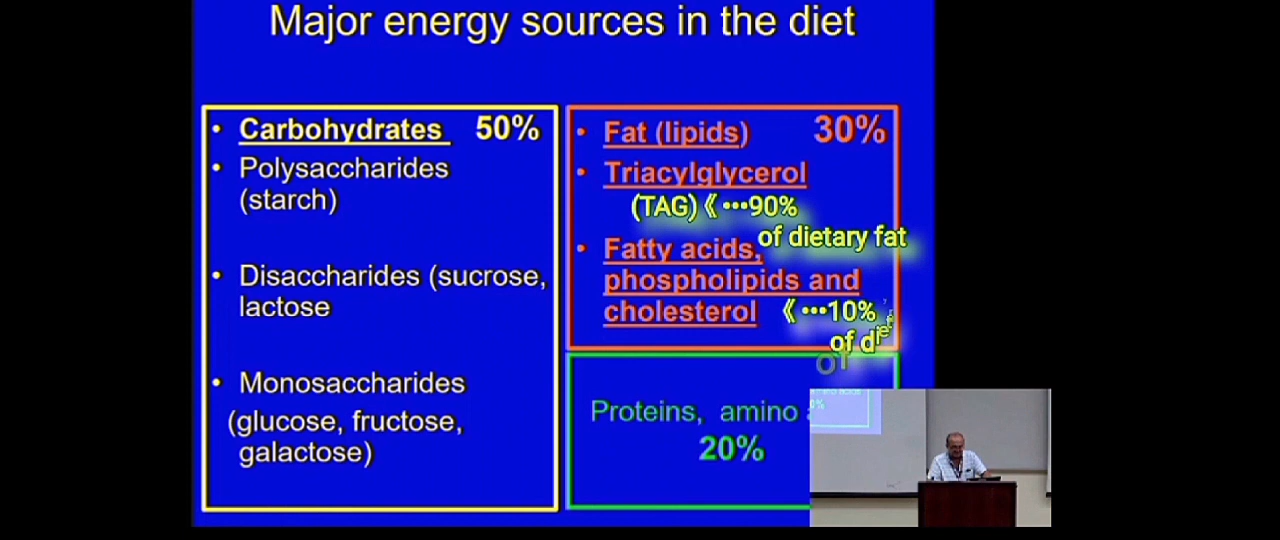 Major energy sources in the diet
• Carbohydrates 50%
• Polysaccharides
(starch)
• Disaccharides (sucrose,
lactose
• Monosaccharides
(glucose, fructose,
galactose)
• Fat (lipids) 30%
• Triacylglycerol
(TAG)《•••90%
of dietary fat
• Fatty acids,
phospholipids and
cholesterol 《•••10%
of
Proteins, amino
20%